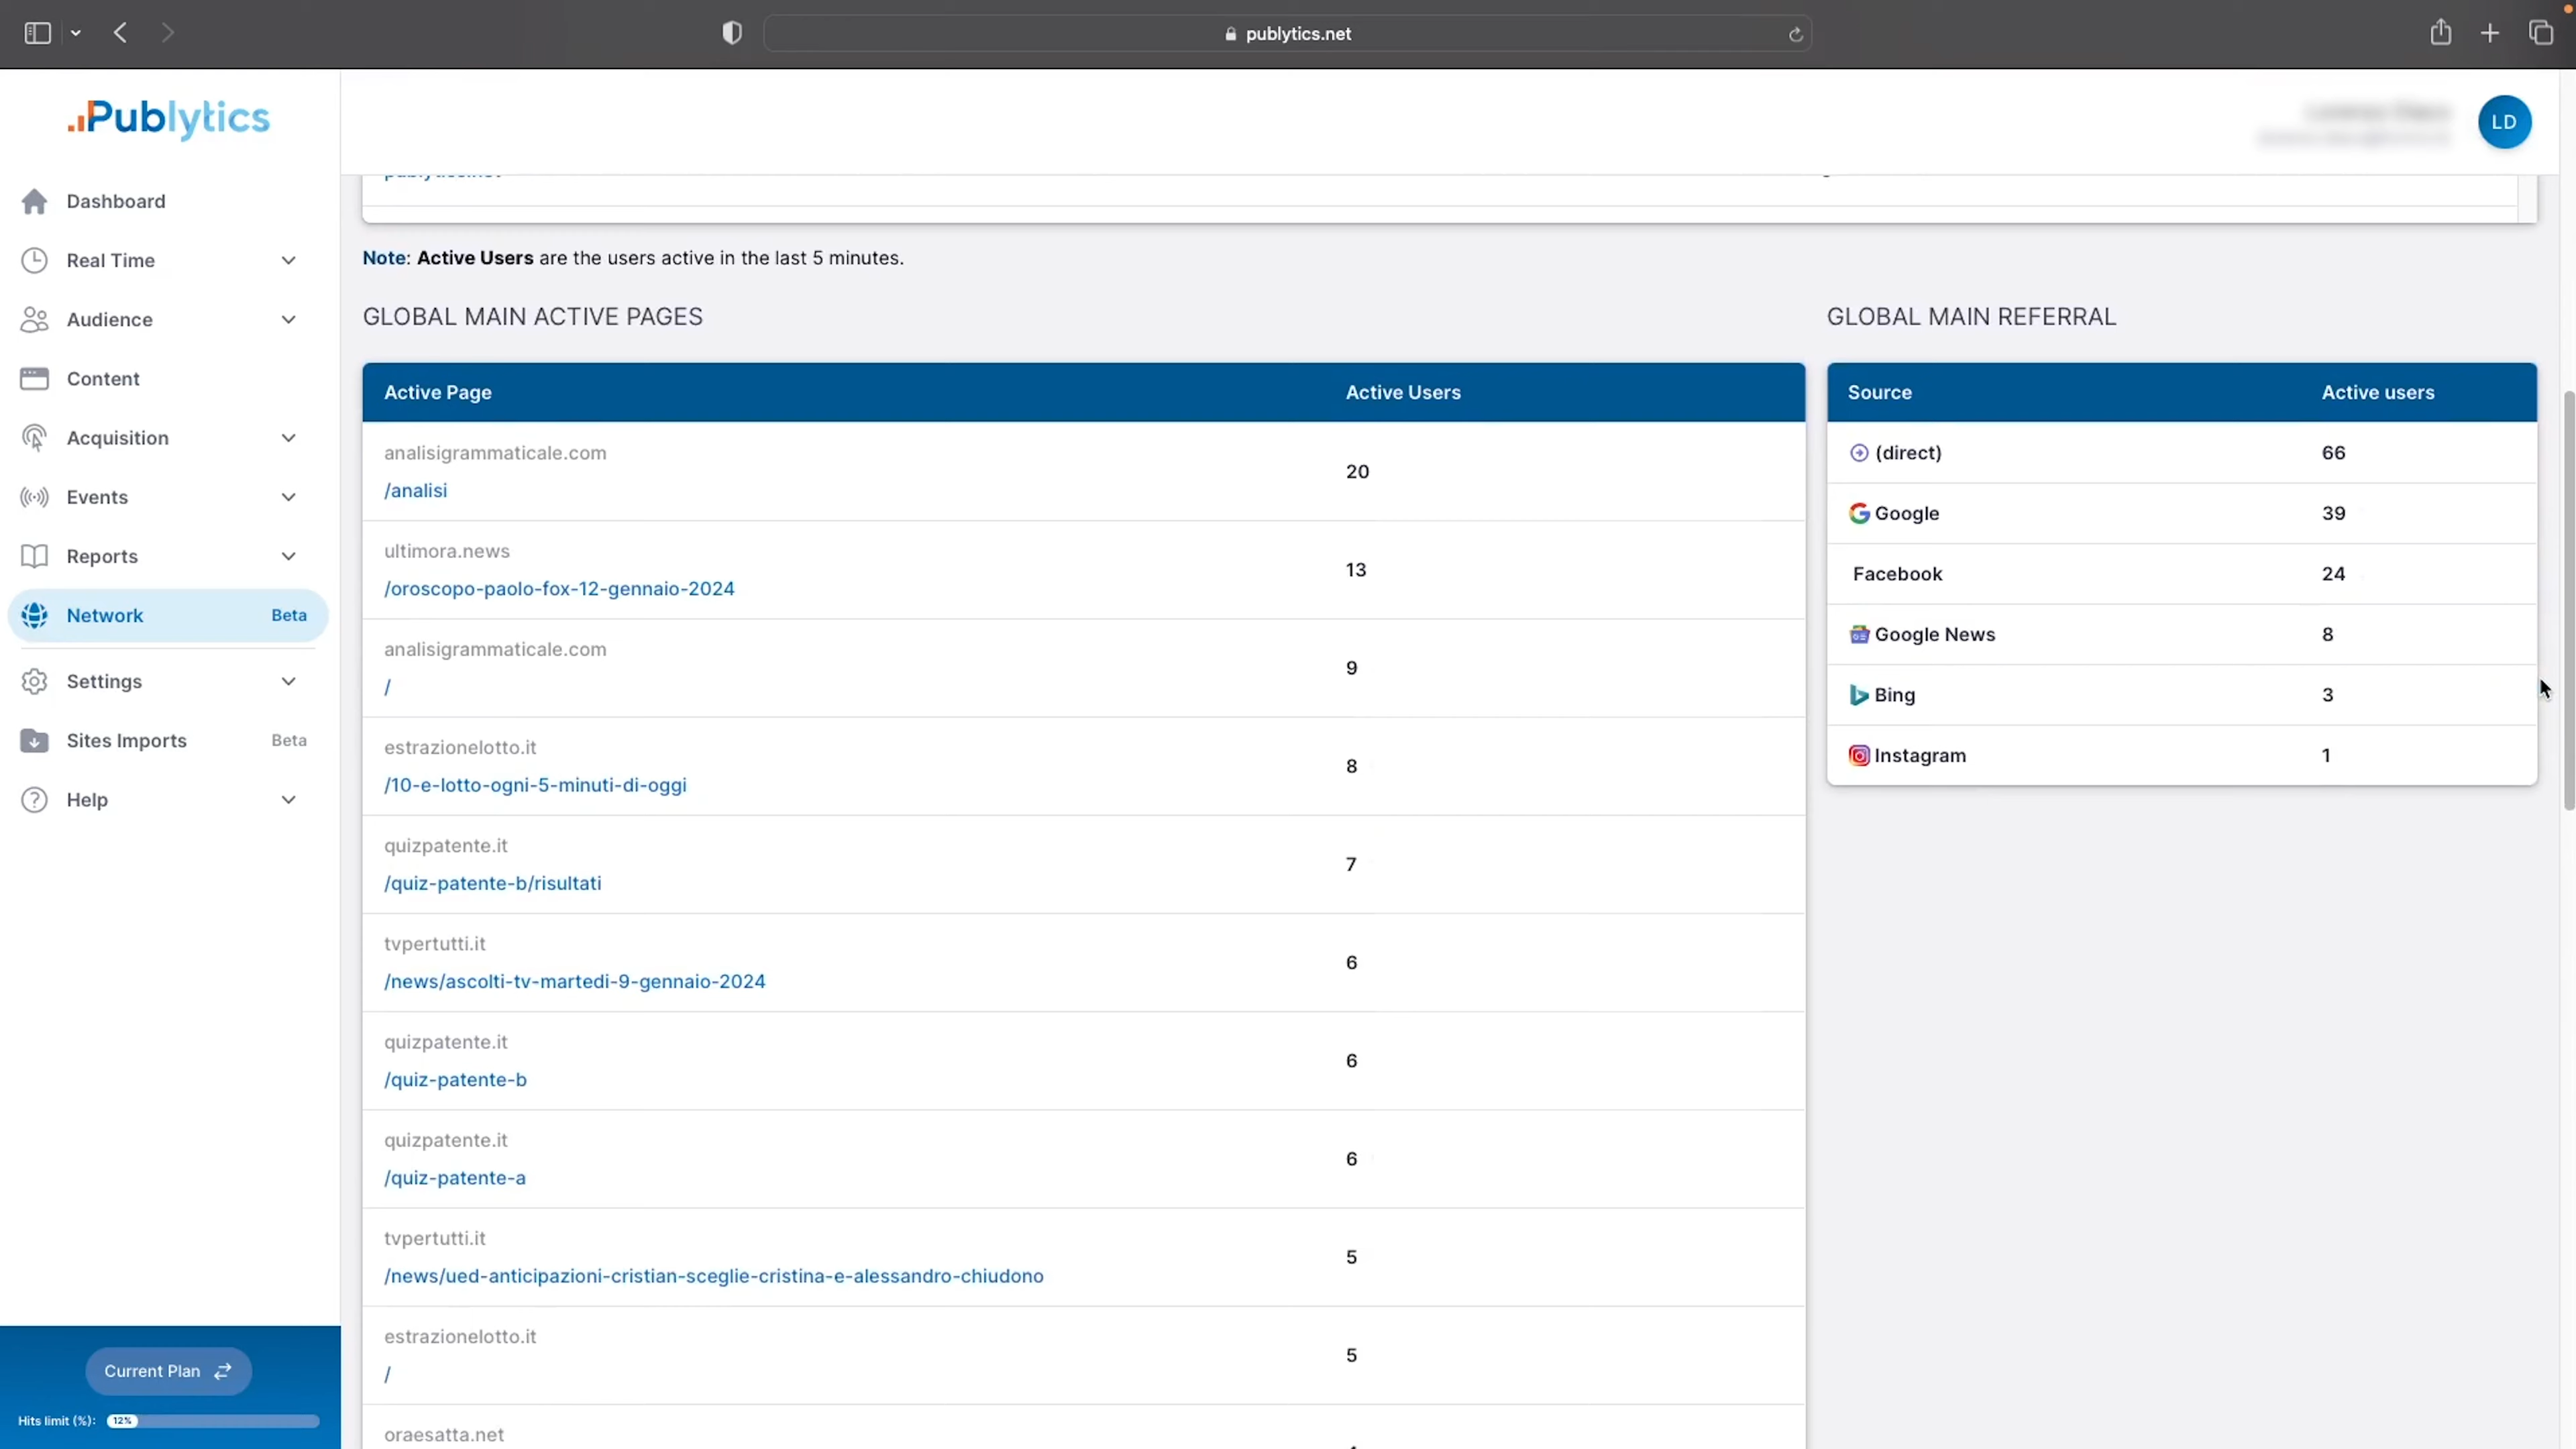 publytics.net
Publytics
LD
Dashboard
Real Time
Audience
Content
Acquisition
Events
Reports
Network Beta
Settings
Sites Imports Beta
Help
Current Plan
Hits limit (%): 12%
Note: Active Users are the users active in the last 5 minutes.
GLOBAL MAIN ACTIVE PAGES
Active Page Active Users
analisigrammaticale.com
/analisi
20
ultimora.news
/oroscopo-paolo-fox-12-gennaio-2024
13
analisigrammaticale.com
/
9
estrazionelotto.it
/10-e-lotto-ogni-5-minuti-di-oggi
8
quizpatente.it
/quiz-patente-b/risultati
7
tvpertutti.it
/news/ascolti-tv-martedi-9-gennaio-2024
6
quizpatente.it
/quiz-patente-b
6
quizpatente.it
/quiz-patente-a
6
tvpertutti.it
/news/ued-anticipazioni-cristian-sceglie-cristina-e-alessandro-chiudono
5
estrazionelotto.it
/
5
oraesatta.net
GLOBAL MAIN REFERRAL
Source Active users
(direct) 66
Google 39
Facebook 24
Google News 8
Bing 3
Instagram 1